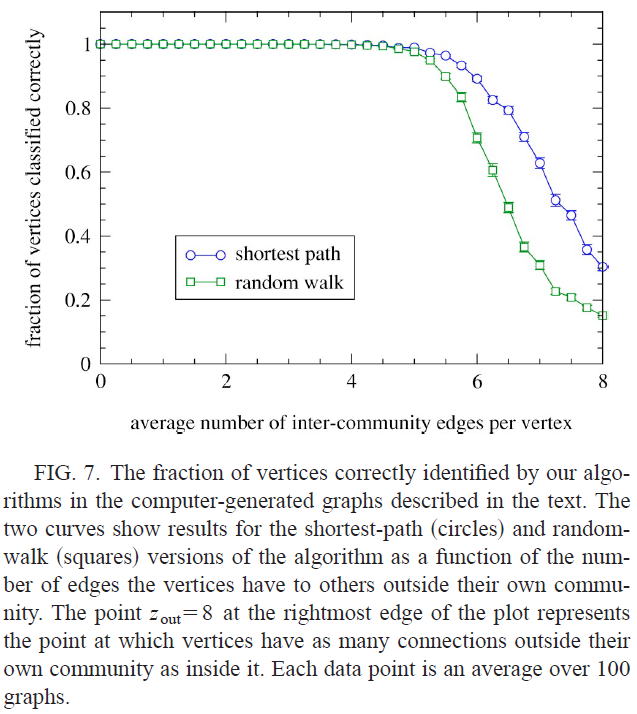 fraction of vertices classified correctly
1
0.8
0.6
0.4
0.2
0
shortest path
random walk
0 2 4 6 8
average number of inter-community edges per vertex
FIG. 7. The fraction of vertices correctly identified by our algo-
rithms in the computer-generated graphs described in the text. The
two curves show results for the shortest-path (circles) and random-
walk (squares) versions of the algorithm as a function of the num-
ber of edges the vertices have to others outside their own commu-
nity. The point z out=8 at the rightmost edge of the plot represents
the point at which vertices have as many connections outside their
own community as inside it. Each data point is an average over 100
graphs.